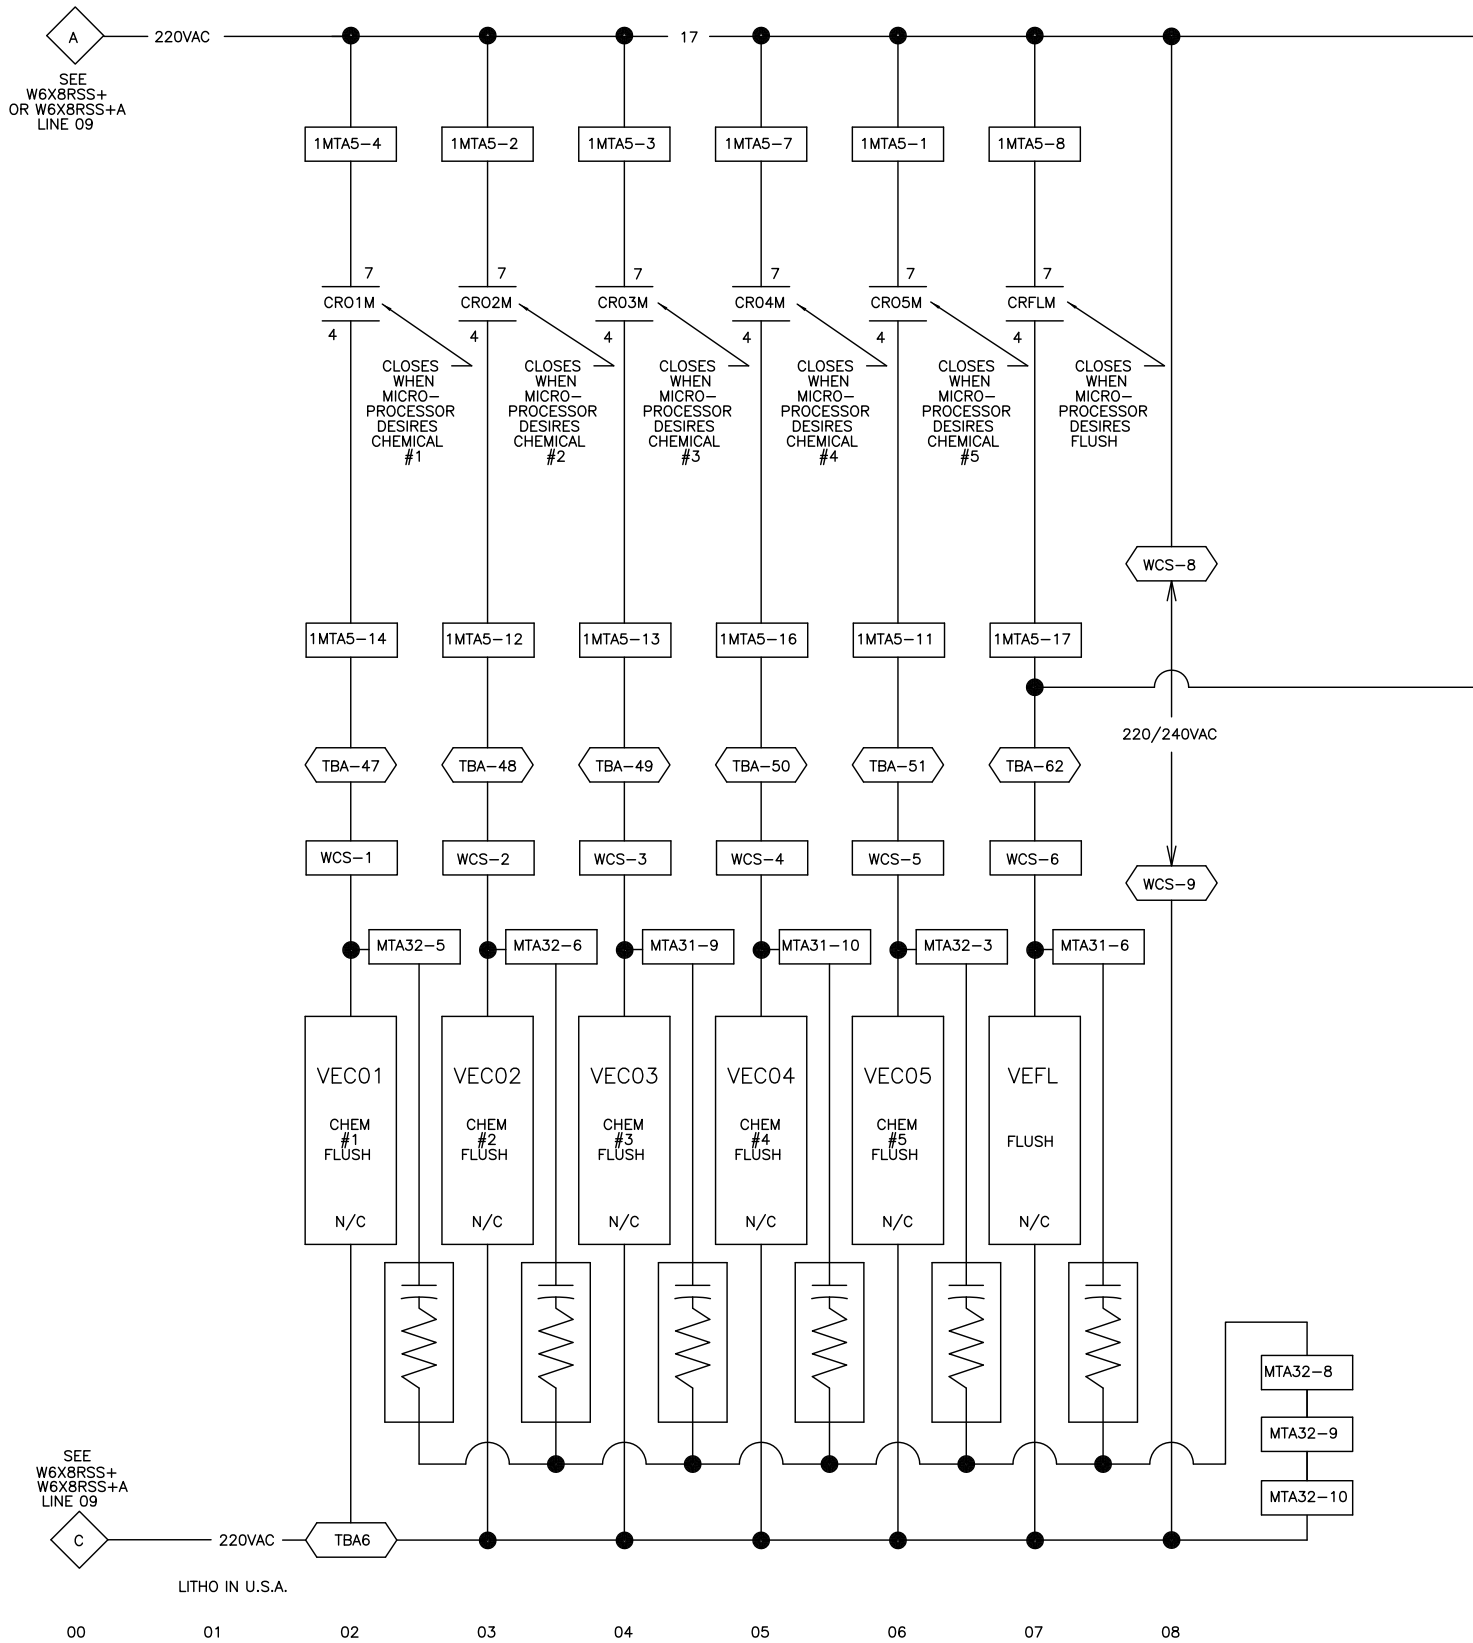 A
220VAC
17
SEE
W6X8RSS+
OR W6X8RSS+A
LINE 09
1MTA5-4
1MTA5-2
1MTA5-3
1MTA5-7
1MTA5-1
1MTA5-8
7
7
7
7
7
7
CR01M
CR02M
CR03M
CR04M
CR05M
CRFLM
4
4
4
4
4
4
CLOSES
WHEN
MICRO-
PROCESSOR
DESIRES
CHEMICAL
#1
CLOSES
WHEN
MICRO-
PROCESSOR
DESIRES
CHEMICAL
#2
CLOSES
WHEN
MICRO-
PROCESSOR
DESIRES
CHEMICAL
#3
CLOSES
WHEN
MICRO-
PROCESSOR
DESIRES
CHEMICAL
#4
CLOSES
WHEN
MICRO-
PROCESSOR
DESIRES
CHEMICAL
#5
CLOSES
WHEN
MICRO-
PROCESSOR
DESIRES
FLUSH
WCS-8
1MTA5-14
1MTA5-12
1MTA5-13
1MTA5-16
1MTA5-11
1MTA5-17
220/240VAC
TBA-47
TBA-48
TBA-49
TBA-50
TBA-51
TBA-62
WCS-1
WCS-2
WCS-3
WCS-4
WCS-5
WCS-6
WCS-9
MTA32-5
MTA32-6
MTA31-9
MTA31-10
MTA32-3
MTA31-6
VEC01
CHEM
#1
FLUSH
N/C
VEC02
CHEM
#2
FLUSH
N/C
VEC03
CHEM
#3
FLUSH
N/C
VEC04
CHEM
#4
FLUSH
N/C
VEC05
CHEM
#5
FLUSH
N/C
VEFL
FLUSH
N/C
MTA32-8
MTA32-9
MTA32-10
SEE
W6X8RSS+
W6X8RSS+A
LINE 09
C
220VAC
TBA6
LITHO IN U.S.A.
00
01
02
03
04
05
06
07
08